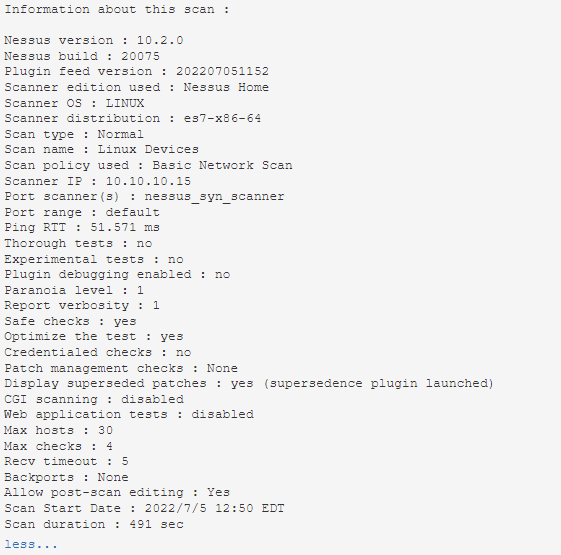 Information about this scan :
Nessus version : 10.2.0
Nessus build : 20075
Plugin feed version : 202207051152
Scanner edition used : Nessus Home
Scanner OS : LINUX
Scanner distribution : es7-x86-64
Scan type : Normal
Scan name : Linux Devices
Scan policy used : Basic Network Scan
Scanner IP : 10.10.10.15
Port scanner(s) : nessus_syn_scanner
Port range : default
Ping RTT : 51.571 ms
Thorough tests : no
Experimental tests : no
Plugin debugging enabled : no
Paranoia level : 1
Report verbosity : 1
Safe checks : yes
Optimize the test : yes
Credentialed checks : no
Patch management checks : None
Display superseded patches : yes (supersedence plugin launched)
CGI scanning : disabled
Web application tests : disabled
Max hosts : 30
Max checks : 4
Recv timeout : 5
Backports : None
Allow post-scan editing : Yes
Scan Start Date : 2022/7/5 12:50 EDT
Scan duration : 491 sec
less...